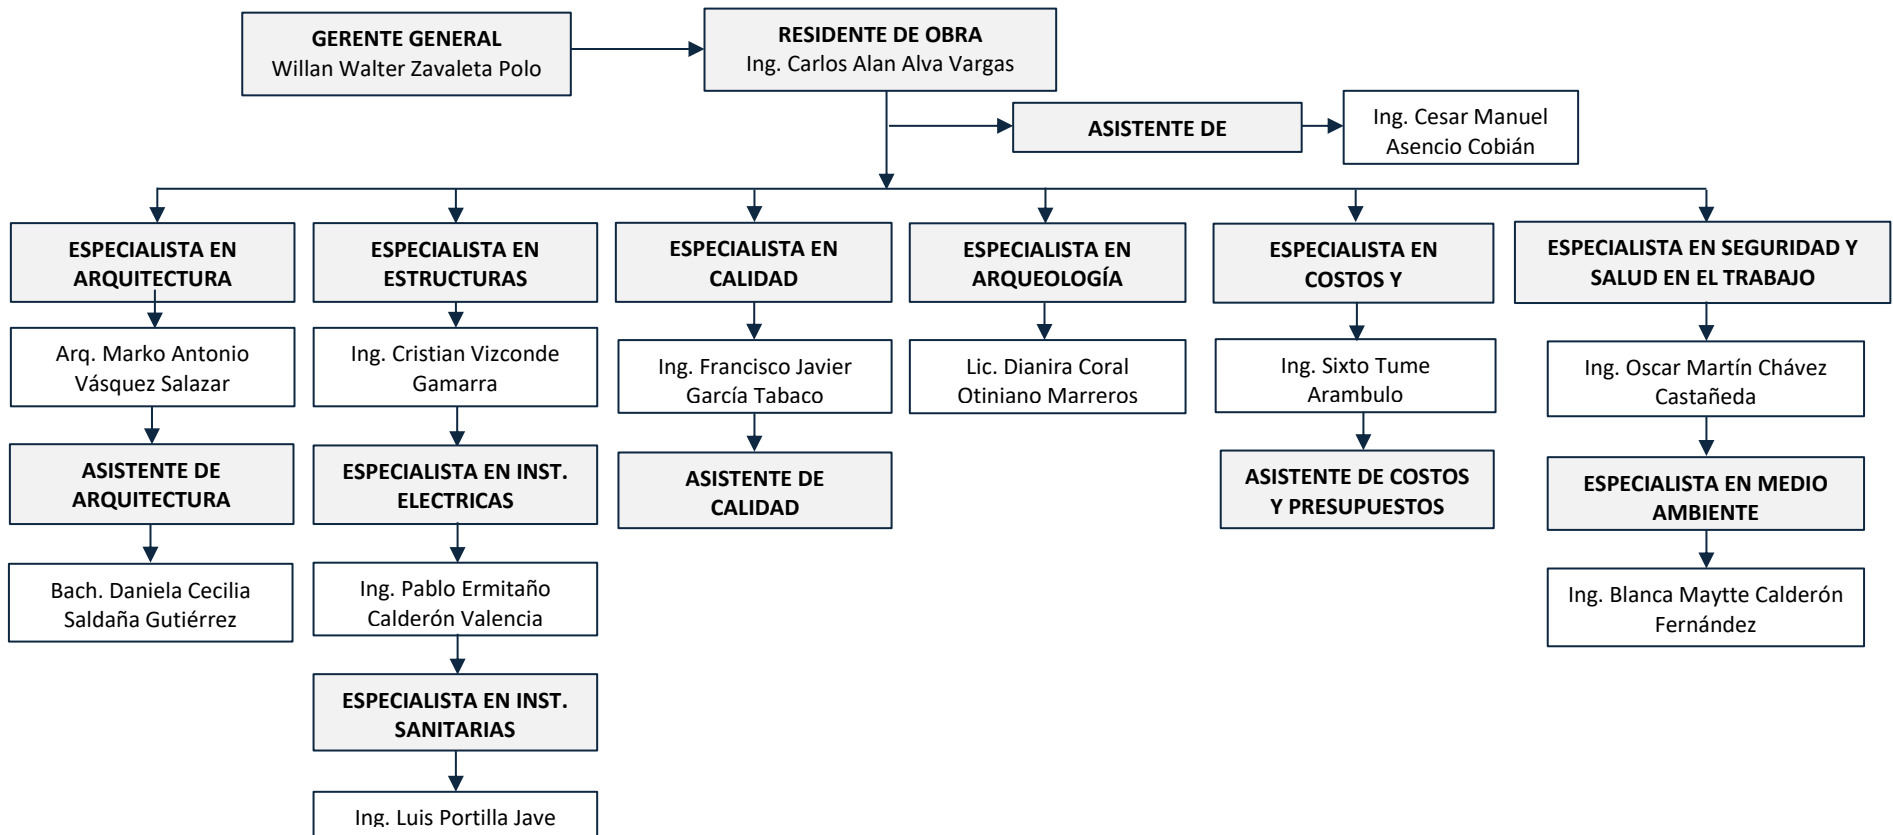 GERENTE GENERAL
Willan Walter Zavaleta Polo
RESIDENTE DE OBRA
Ing. Carlos Alan Alva Vargas
ASISTENTE DE
Ing. Cesar Manuel
Asencio Cobián
ESPECIALISTA EN
ARQUITECTURA
Arq. Marko Antonio
Vásquez Salazar
ASISTENTE DE
ARQUITECTURA
Bach. Daniela Cecilia
Saldaña Gutiérrez
ESPECIALISTA EN
ESTRUCTURAS
Ing. Cristian Vizconde
Gamarra
ESPECIALISTA EN INST.
ELECTRICAS
Ing. Pablo Ermitaño
Calderón Valencia
ESPECIALISTA EN INST.
SANITARIAS
Ing. Luis Portilla Jave
ESPECIALISTA EN
CALIDAD
Ing. Francisco Javier
García Tabaco
ASISTENTE DE
CALIDAD
ESPECIALISTA EN
ARQUEOLOGÍA
Lic. Dianira Coral
Otiniano Marreros
ESPECIALISTA EN
COSTOS Y
Ing. Sixto Tume
Arambulo
ASISTENTE DE COSTOS
Y PRESUPUESTOS
ESPECIALISTA EN SEGURIDAD Y
SALUD EN EL TRABAJO
Ing. Oscar Martín Chávez
Castañeda
ESPECIALISTA EN MEDIO
AMBIENTE
Ing. Blanca Maytte Calderón
Fernández